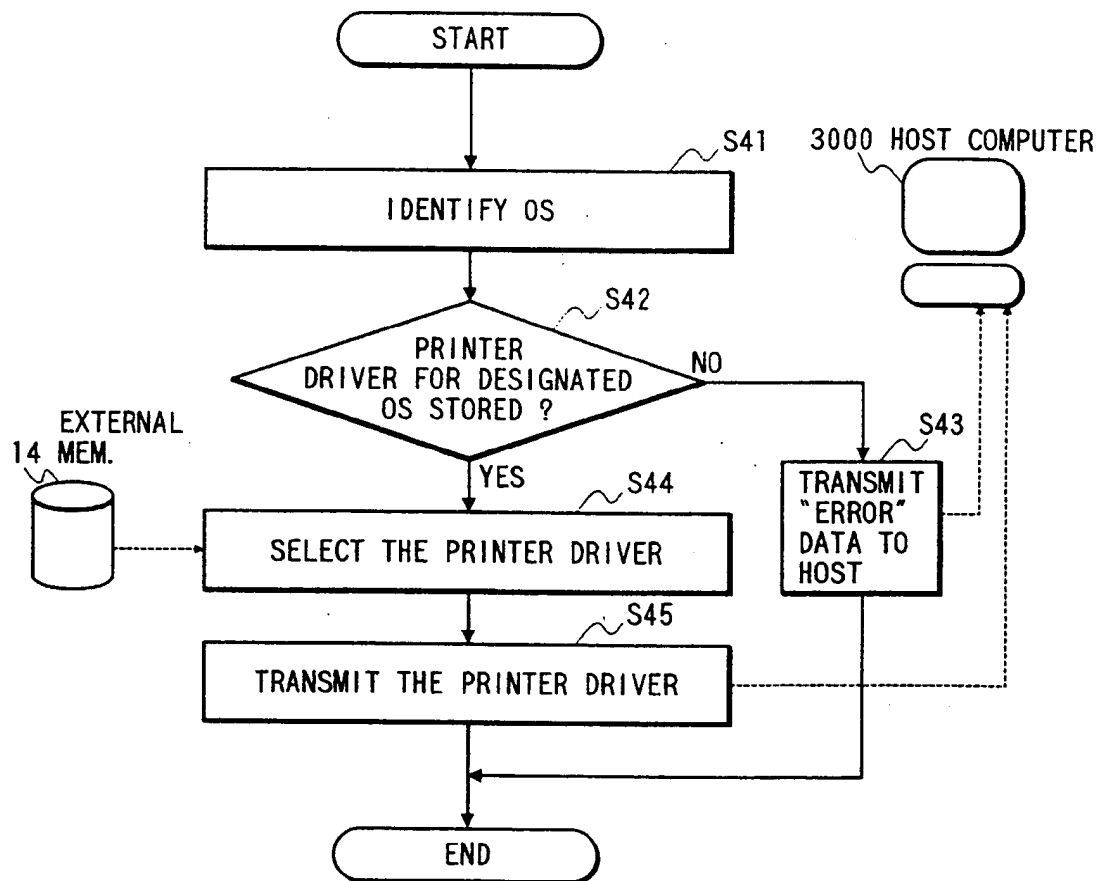 START
S41
3000 HOST COMPUTER
IDENTIFY OS
S42
PRINTER
DRIVER FOR DESIGNATED
OS STORED ?
NO
S43
EXTERNAL
14 MEM.
YES
S44
TRANSMIT
"ERROR"
DATA TO
HOST
SELECT THE PRINTER DRIVER
S45
TRANSMIT THE PRINTER DRIVER
END